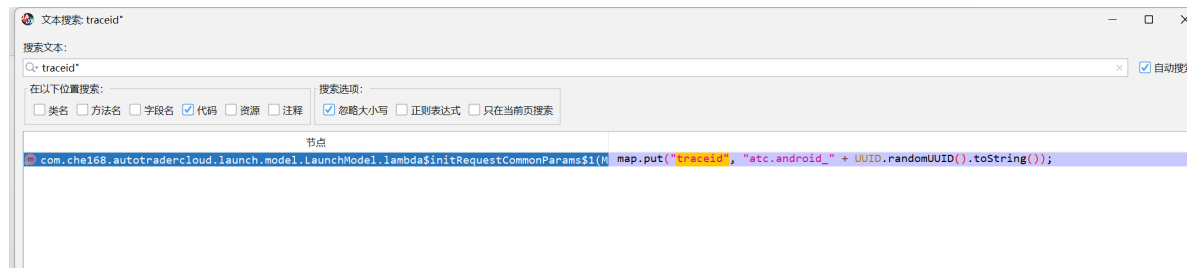 文本搜索: traceid"
搜索文本:
traceid"
自动搜索
在以下位置搜索: 搜索选项:
类名 方法名 字段名 代码 资源 注释 忽略大小写 正则表达式 只在当前页搜索
节点
com.che168.autotradercloud.launch.model.LaunchModel.lambda$initRequestCommonParams$1(M map.put("traceid", "atc.android_" + UUID.randomUUID().toString());